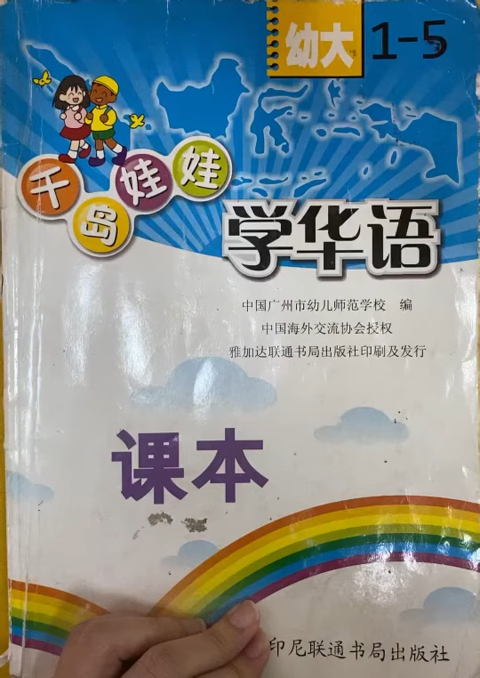 幼大 1-5
千岛娃娃
学华语
中国广州市幼儿师范学校 编
中国海外交流协会授权
雅加达联通书局出版社印刷及发行
课本
印尼联通书局出版社